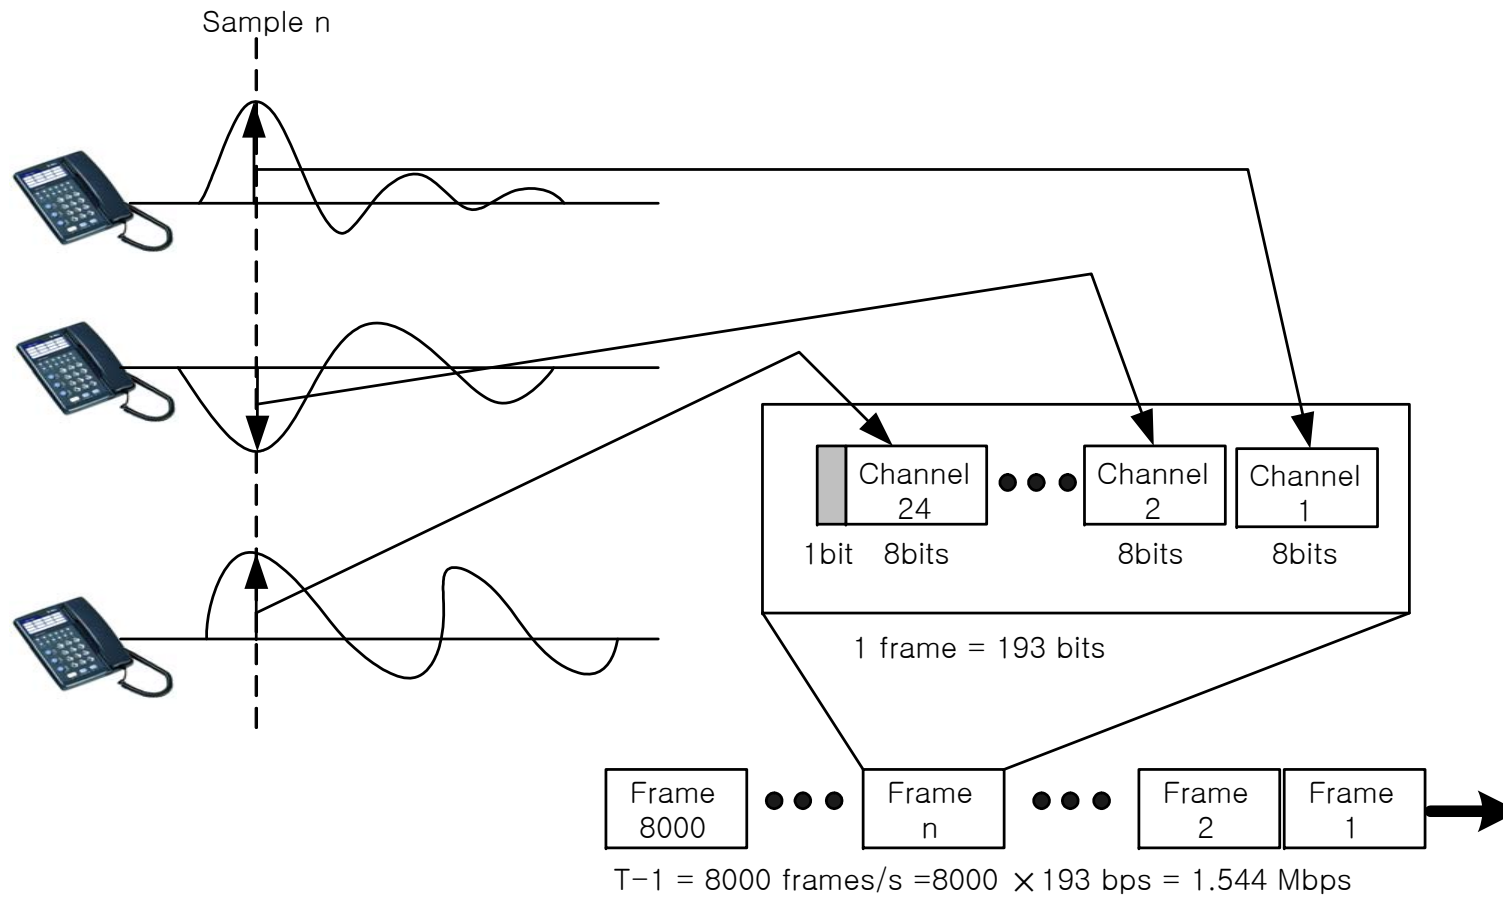 Sample n
Channel
24
Channel
2
Channel
1
1bit 8bits 8bits 8bits
1 frame = 193 bits
Frame
8000
Frame
n
Frame
2
Frame
1
T-1 = 8000 frames/s =8000 ×193 bps = 1.544 Mbps